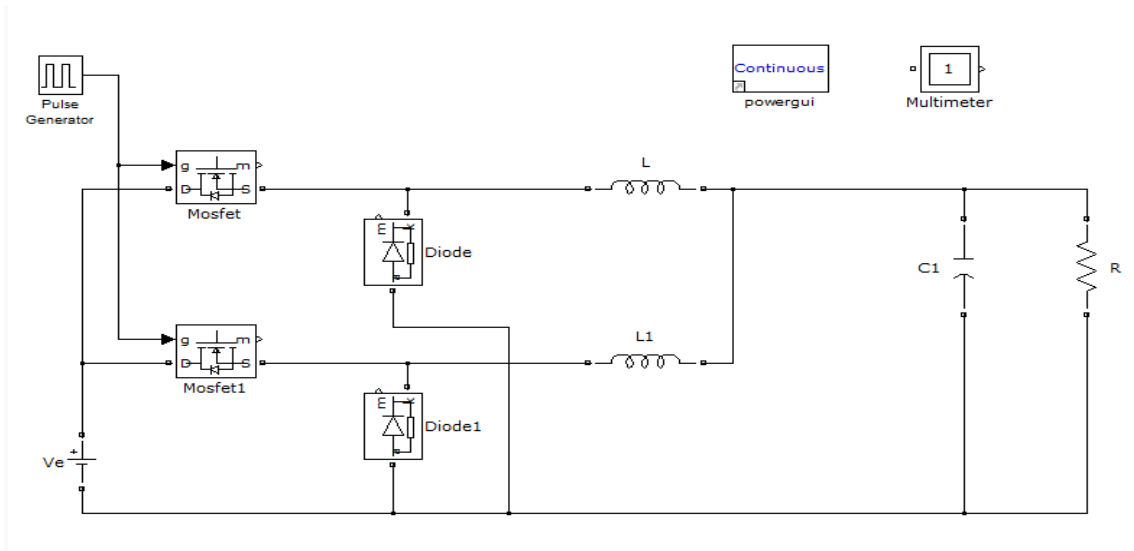 Continuous
powergui
1
Multimeter
Pulse
Generator
g
m
D
S
Mosfet
L
m
k
a
Diode
C1
R
g
m
D
S
Mosfet1
L1
m
k
a
Diode1
+
Ve